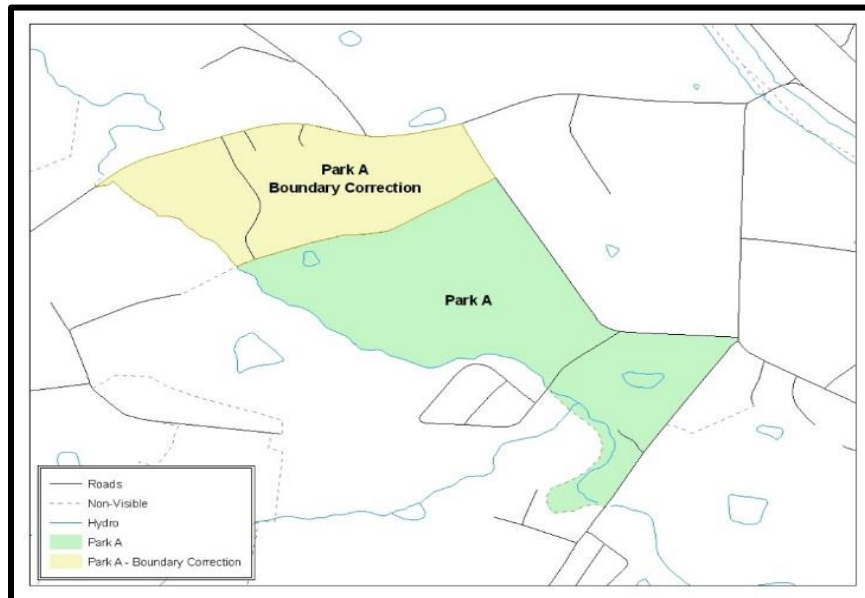 Park A
Boundary Correction
Park A
Roads
Non-Visible
Hydro
Park A
Park A - Boundary Correction